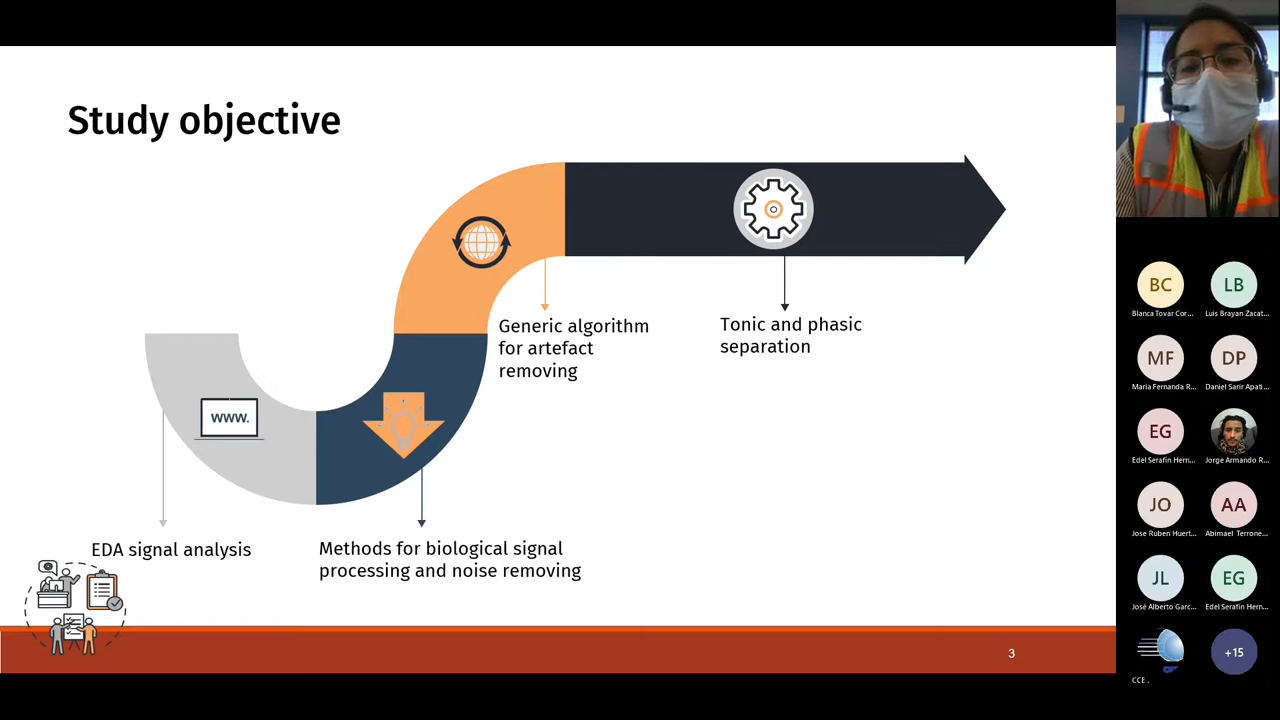 Study objective
Generic algorithm
for artefact
removing
Tonic and phasic
separation
www.
EDA signal analysis
Methods for biological signal
processing and noise removing
3
BC
LB
Blanca Tovar Cor...
Luis Brayan Zacat...
MF
DP
Maria Fernanda R...
Daniel Sarir Apati...
EG
Edel Serafín Hern...
Jorge Armando R...
JO
AA
Jose Ruben Huert...
Abimael Terrone...
JL
EG
José Alberto Garc...
Edel Serafín Hern...
+15
CCE .